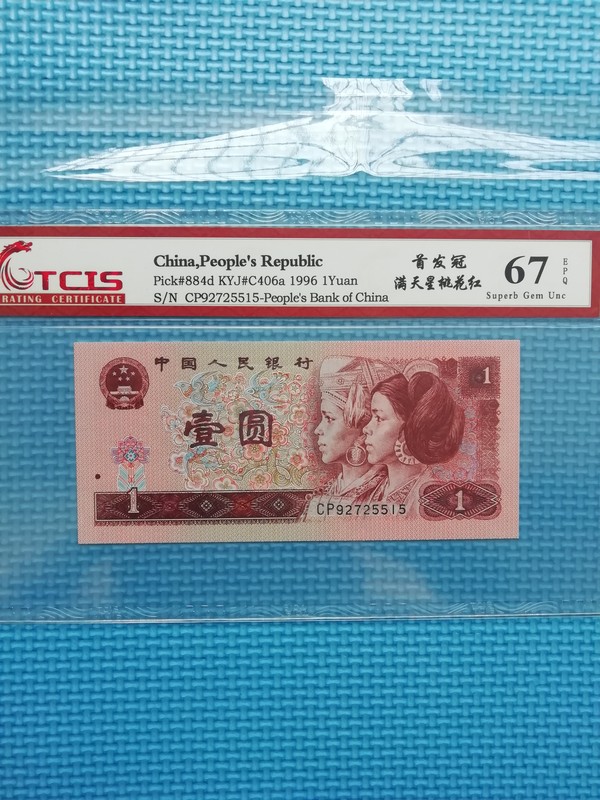 TCIS
RATING CERTIFICATE
China,People's Republic
Pick#884d KYJ#C406a 1996 1Yuan
S/N CP92725515-People's Bank of China
首发冠
满天星桃花红
67
EPQ
Superb Gem Unc
中国人民银行
1
壹圆
CP92725515
1
1